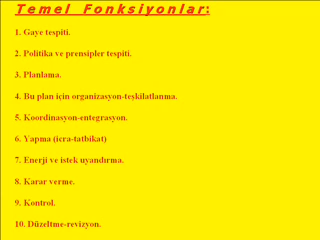 Temel Fonksiyonlar:
1. Gaye tespiti.
2. Politika ve prensipler tespiti.
3. Planlama.
4. Bu plan için organizasyon-teşkilatlanma.
5. Koordinasyon-entegrasyon.
6. Yapma (icra-tatbikat)
7. Enerji ve istek uyandırma.
8. Karar verme.
9. Kontrol.
10. Düzeltme-revizyon.